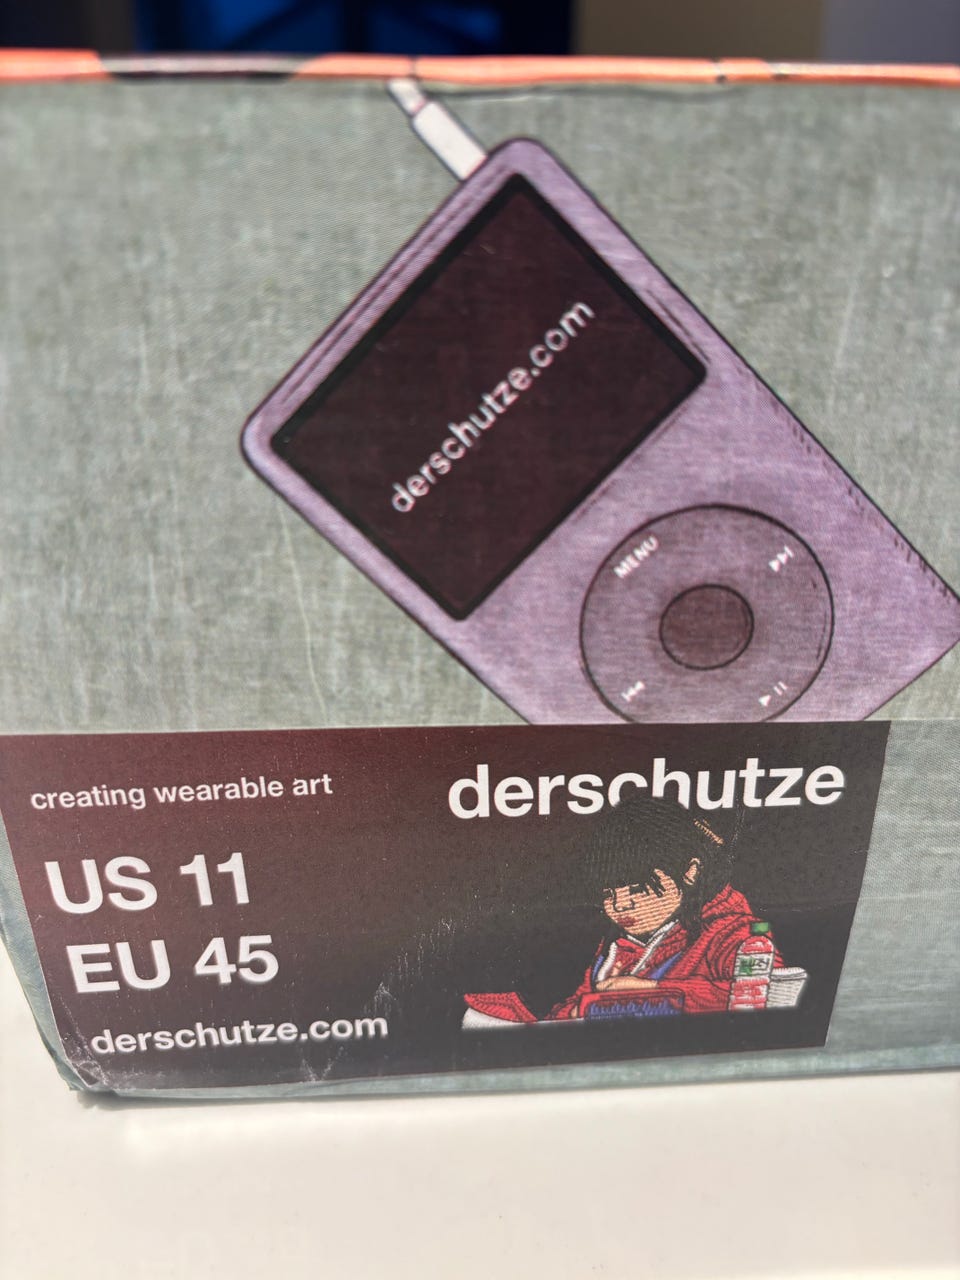 derschutze.com
MENU
creating wearable art
derschutze
US 11
EU 45
derschutze.com